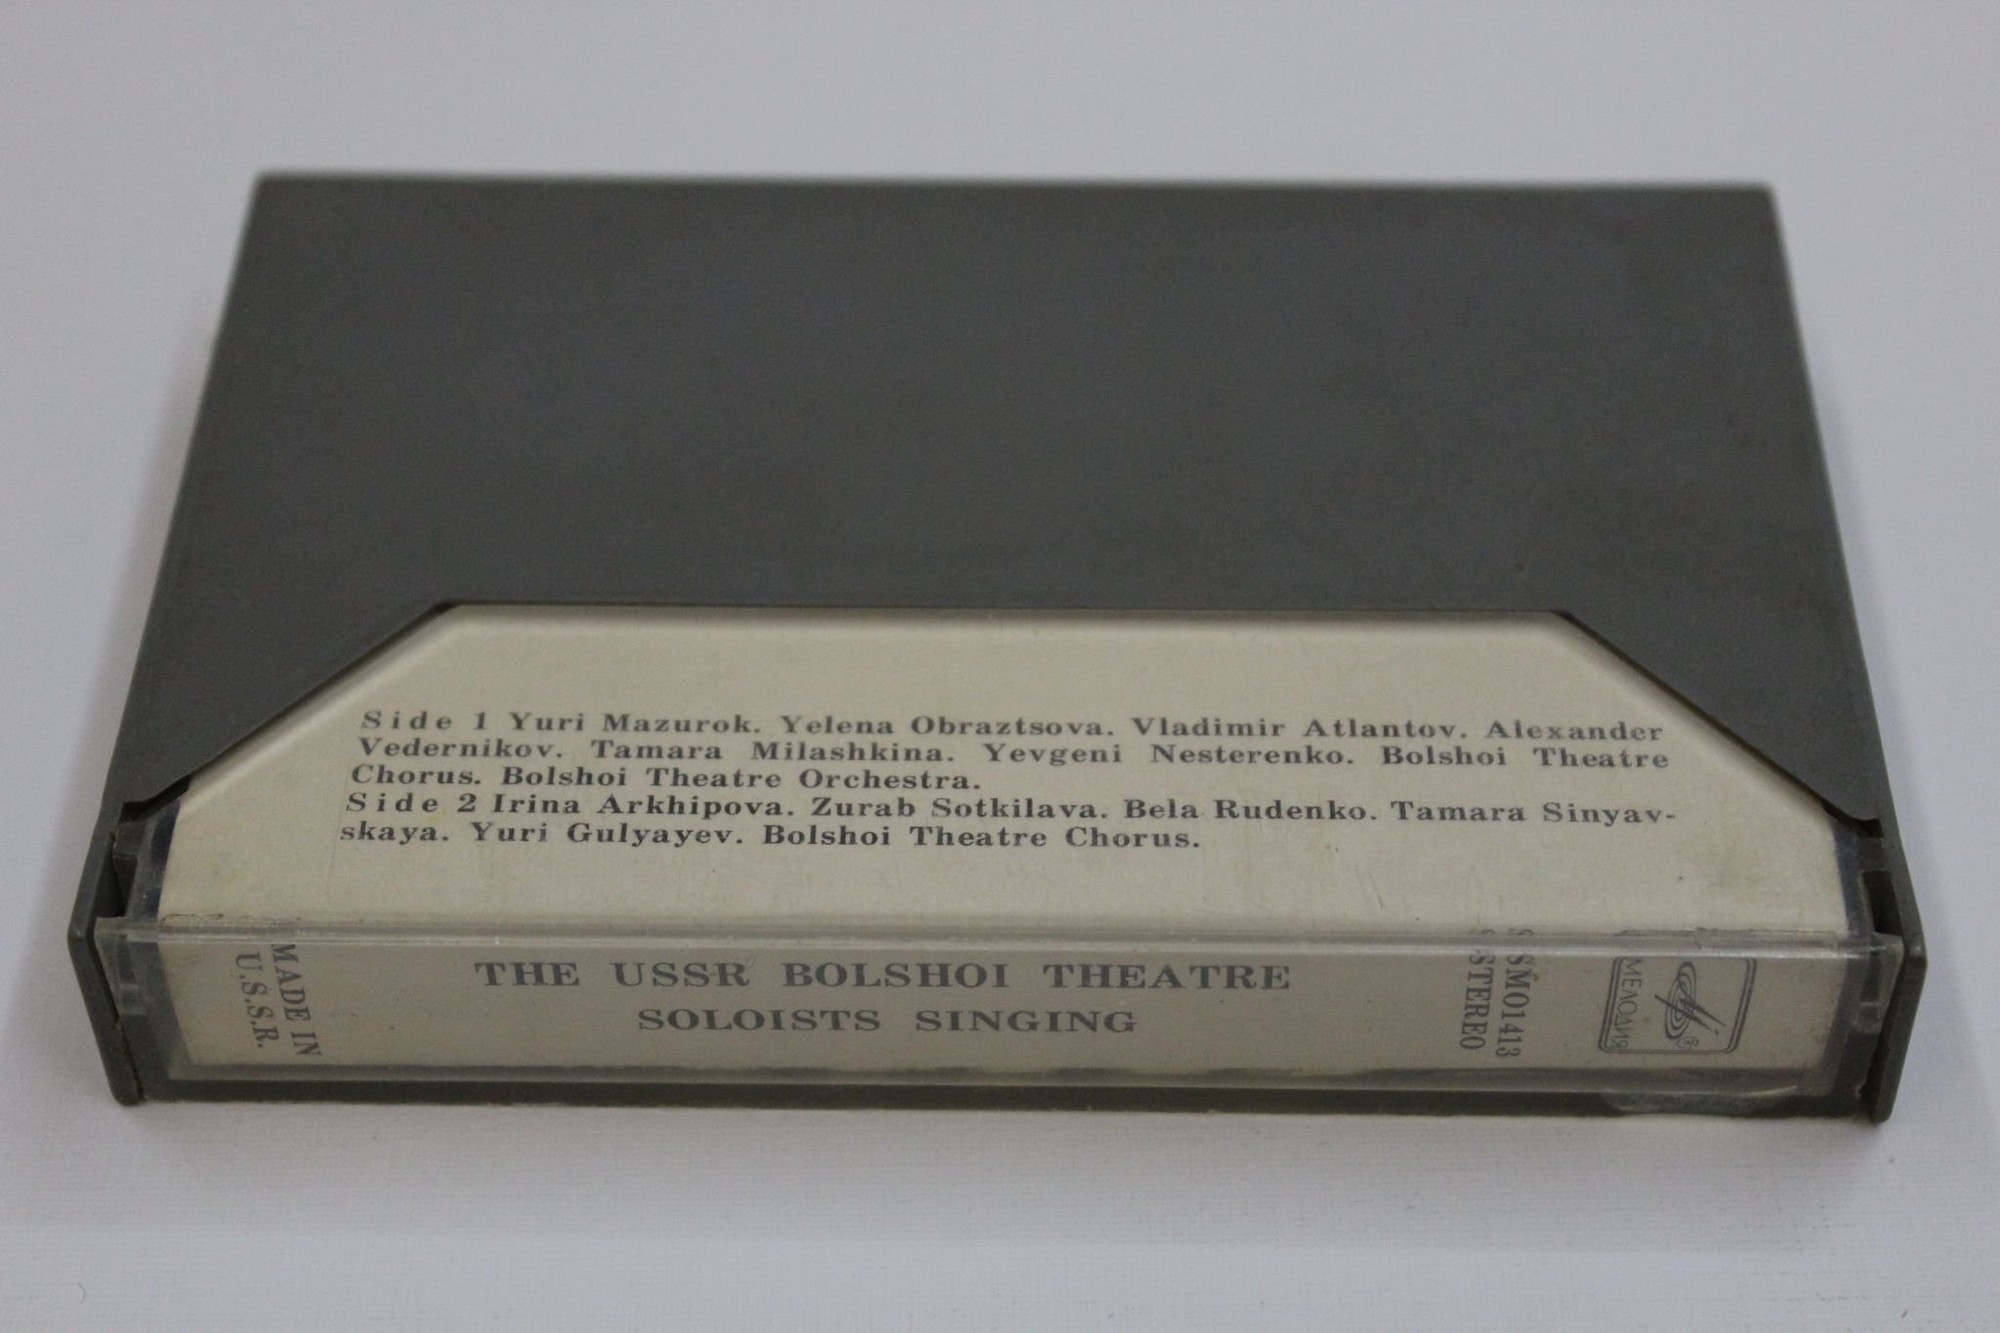 Side 1 Yuri Mazurok. Yelena Obraztsova. Vladimir Atlantov. Alexander
Vedernikov. Tamara Milashkina. Yevgeni Nesterenko. Bolshoi Theatre
Chorus. Bolshoi Theatre Orchestra.
Side 2 Irina Arkhipova. Zurab Sotkilava. Bela Rudenko. Tamara Sinyav-
skaya. Yuri Gulyayev. Bolshoi Theatre Chorus.
MADE IN
U.S.S.R.
THE USSR BOLSHOI THEATRE
SOLOISTS SINGING
SM01413
STEREO
МЕЛОДИЯ
®